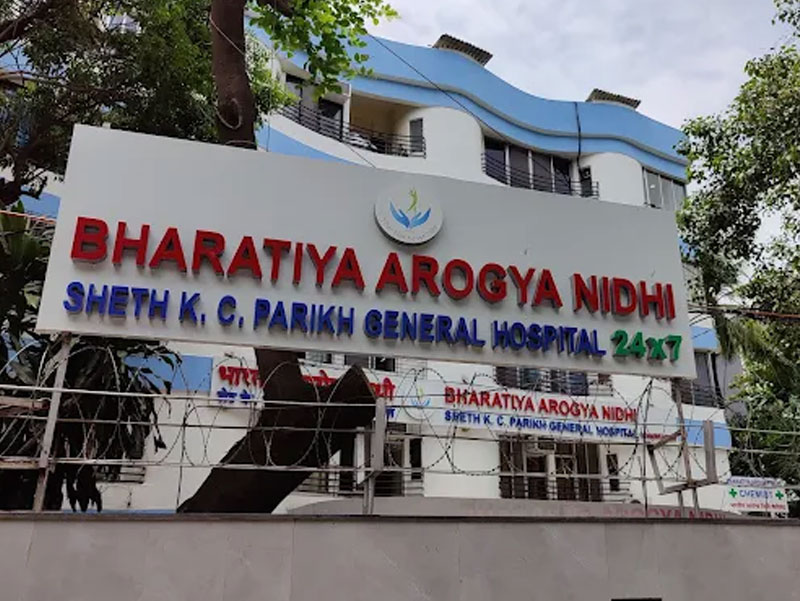 BHARATIYA AROGYA NIDHI
SHETH K. C. PARIKH GENERAL HOSPITAL 24x7
BHARATIYA AROGYA NIDHI
SHETH K. C. PARIKH GENERAL HOSPITAL
CHEMIST